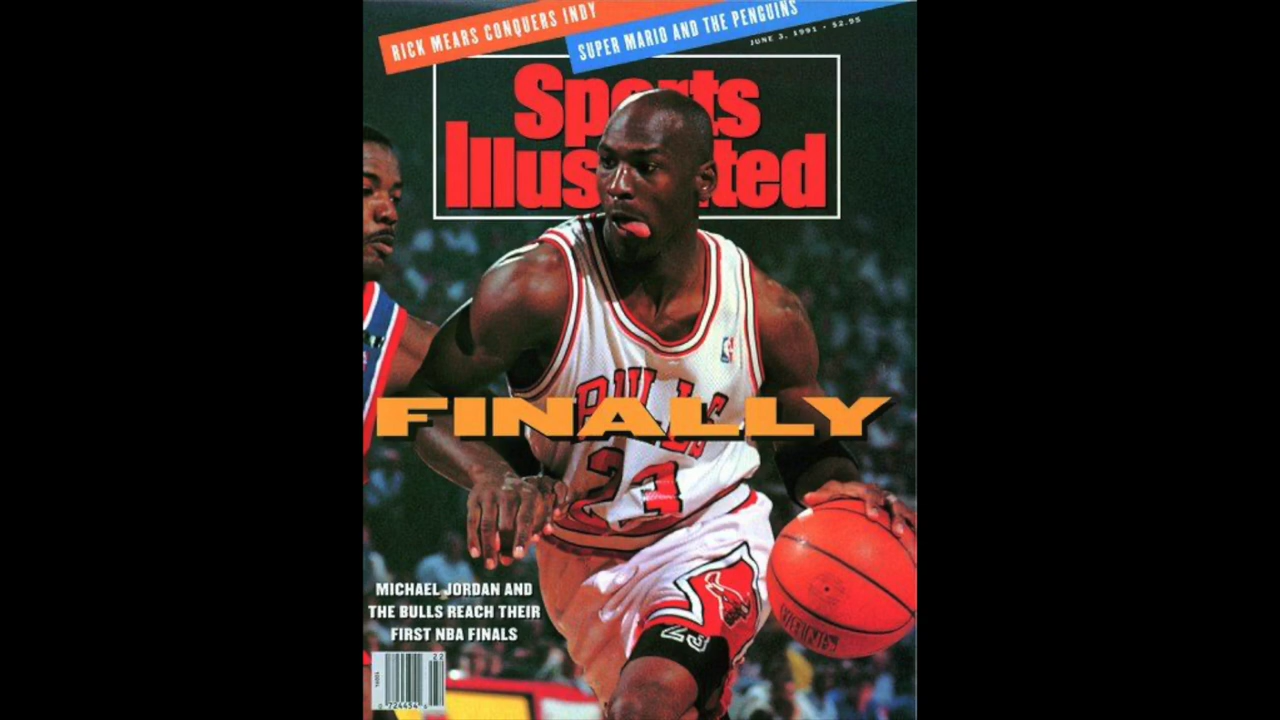 RICK MEARS CONQUERS INDY
SUPER MARIO AND THE PENGUINS
JUNE 3, 1991 • $2.95
Sports
Illustrated
BULLS
FINALLY
23
MICHAEL JORDAN AND
THE BULLS REACH THEIR
FIRST NBA FINALS
23
22